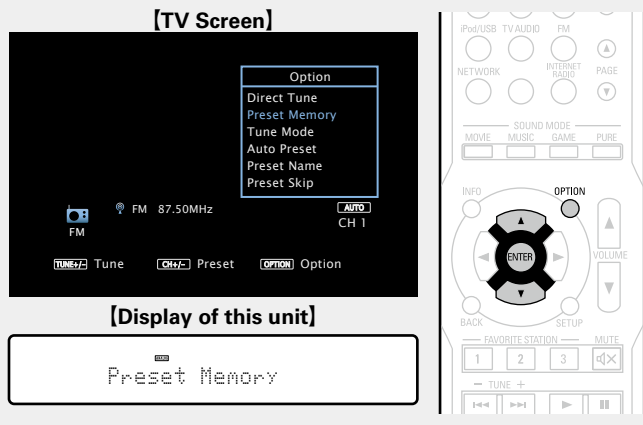 【TV Screen】
Option
Direct Tune
Preset Memory
Tune Mode
Auto Preset
Preset Name
Preset Skip
FM 87.50MHz
AUTO
FM
CH 1
TUNE+/- Tune
CH+/- Preset
OPTION Option
【Display of this unit】
Preset Memory
iPod/USB TV AUDIO FM
NETWORK INTERNET RADIO PAGE
SOUND MODE
MOVIE MUSIC GAME PURE
INFO OPTION
ENTER
VOLUME
BACK SETUP
FAVORITE STATION MUTE
1 2 3
− TUNE +